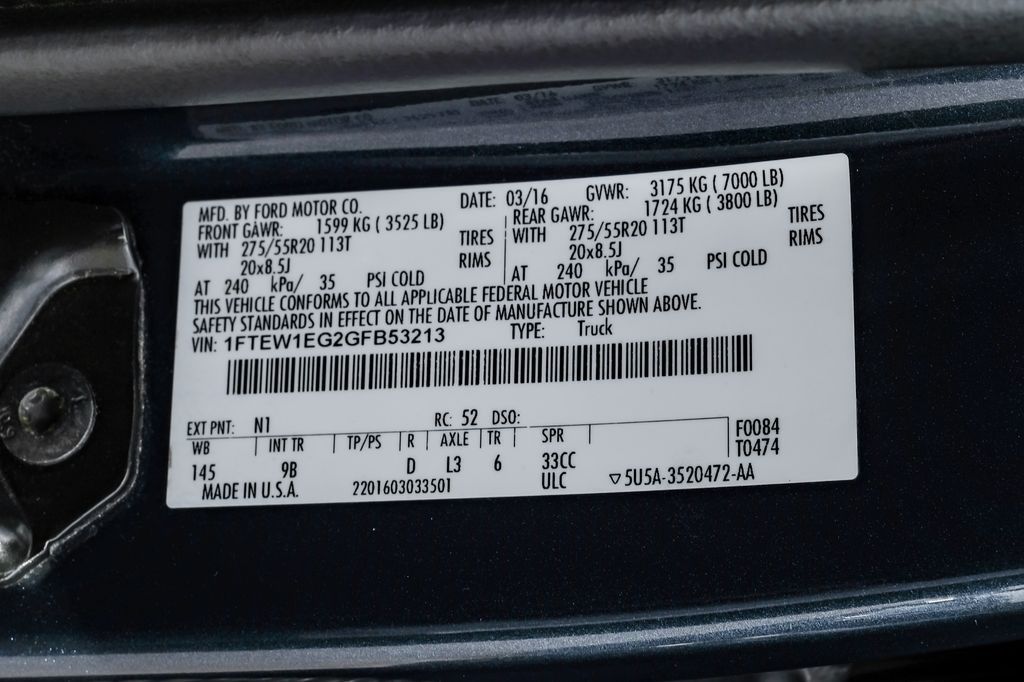 MFD. BY FORD MOTOR CO. DATE: 03/16 GVWR: 3175 KG ( 7000 LB)
FRONT GAWR: 1599 KG ( 3525 LB) REAR GAWR: 1724 KG ( 3800 LB)
WITH 275/55R20 113T TIRES WITH 275/55R20 113T TIRES
20x8.5J RIMS 20x8.5J RIMS
AT 240 kPa/ 35 PSI COLD AT 240 kPa/ 35 PSI COLD
THIS VEHICLE CONFORMS TO ALL APPLICABLE FEDERAL MOTOR VEHICLE
SAFETY STANDARDS IN EFFECT ON THE DATE OF MANUFACTURE SHOWN ABOVE.
VIN: 1FTEW1EG2GFB53213 TYPE: Truck
EXT PNT: N1 RC: 52 DSO:
WB INT TR TP/PS R AXLE TR SPR F0084
145 9B D L3 6 33CC T0474
MADE IN U.S.A. 2201603033501 ULC ▽5U5A-3520472-AA